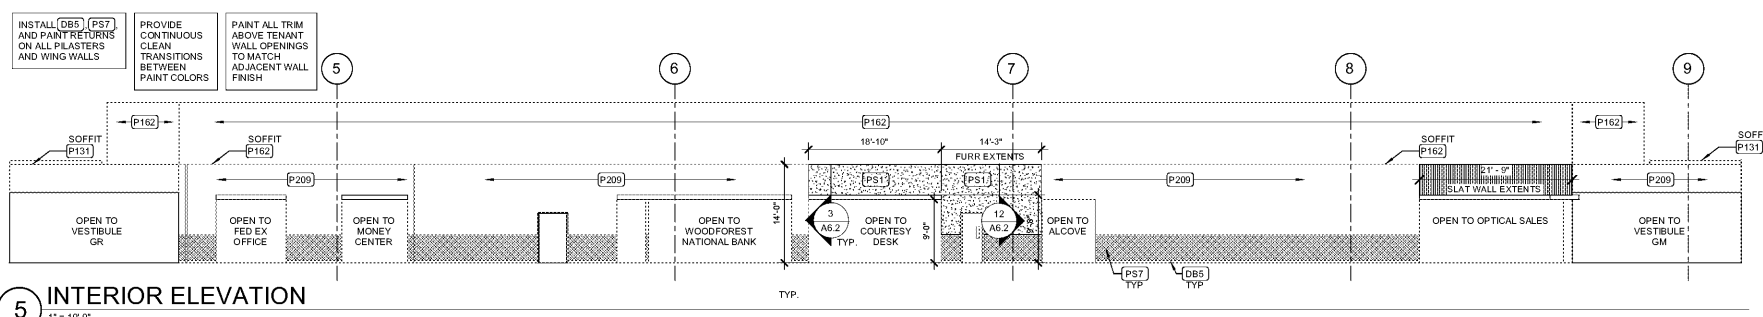 INSTALL DB5, PS7,
AND PAINT RETURNS
ON ALL PILASTERS
AND WING WALLS
PROVIDE
CONTINUOUS
CLEAN
TRANSITIONS
BETWEEN
PAINT COLORS
PAINT ALL TRIM
ABOVE TENANT
WALL OPENINGS
TO MATCH
ADJACENT WALL
FINISH
5
6
7
8
9
P162
P162
P162
SOFFIT
P131
SOFFIT
P162
18'-10"
14'-3"
FURR EXTENTS
SOFFIT
P162
SOFF
P131
P209
P209
PS1
PS1
P209
21' - 9"
SLAT WALL EXTENTS
P209
OPEN TO
VESTIBULE
GR
OPEN TO
FED EX
OFFICE
OPEN TO
MONEY
CENTER
OPEN TO
WOODFOREST
NATIONAL BANK
14'-0"
3
A6.2
TYP.
OPEN TO
COURTESY
DESK
9'-0"
12
A6.2
9'-8"
OPEN TO
ALCOVE
OPEN TO OPTICAL SALES
OPEN TO
VESTIBULE
GM
PS7
TYP
DB5
TYP
TYP.
5
INTERIOR ELEVATION
1" = 10'-0"